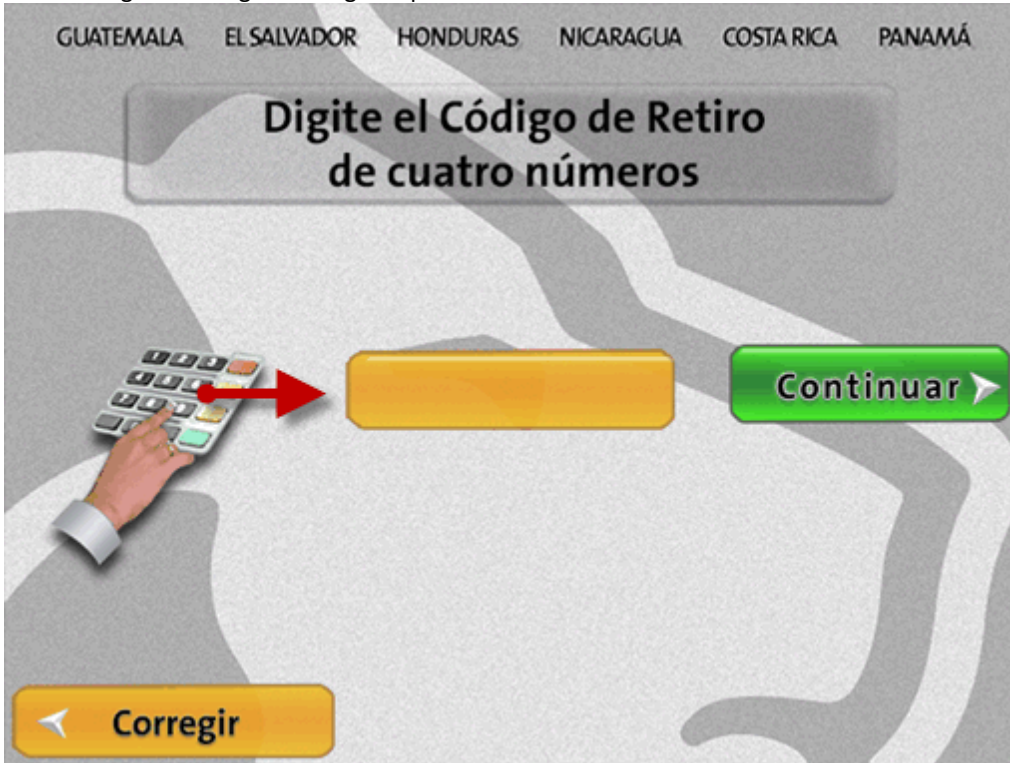 GUATEMALA EL SALVADOR HONDURAS NICARAGUA COSTA RICA PANAMÁ
Digite el Código de Retiro
de cuatro números
Continuar
Corregir